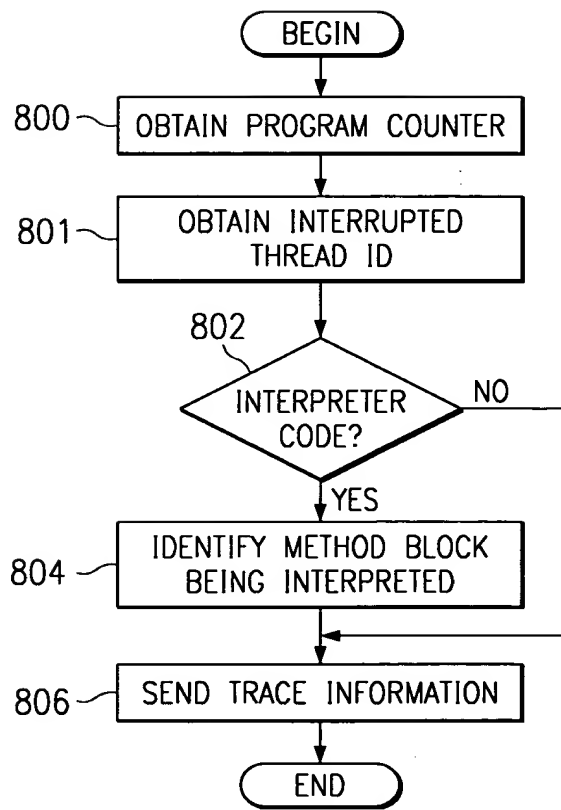 BEGIN
800
OBTAIN PROGRAM COUNTER
801
OBTAIN INTERRUPTED
THREAD ID
802
INTERPRETER
CODE?
NO
YES
804
IDENTIFY METHOD BLOCK
BEING INTERPRETED
806
SEND TRACE INFORMATION
END